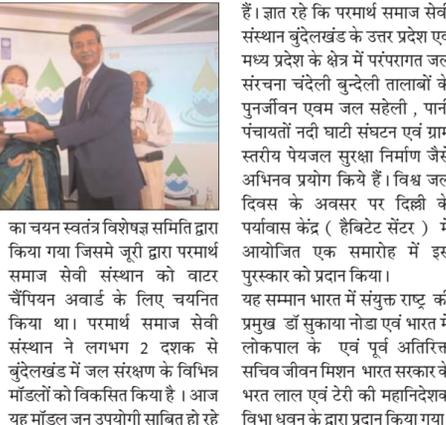 का चयन स्वतंत्र विशेषज्ञ समिति द्वारा
किया गया जिसमे जूरी द्वारा परमार्थ
समाज सेवी संस्थान को वाटर
चैंपियन अवार्ड के लिए चयनित
किया था। परमार्थ समाज सेवी
संस्थान ने लगभग 2 दशक से
बुंदेलखंड में जल संरक्षण के विभिन्न
मॉडलों को विकसित किया है । आज
यह मॉडल जन उपयोगी साबित हो रहे
हैं। ज्ञात रहे कि परमार्थ समाज सेवी
संस्थान बुंदेलखंड के उत्तर प्रदेश एवं
मध्य प्रदेश के क्षेत्र में परंपरागत जल
संरचना चंदेली बुन्देली तालाबों के
पुनर्जीवन एवम जल सहेली , पानी
पंचायतों नदी घाटी संघटन एवं ग्राम
स्तरीय पेयजल सुरक्षा निर्माण जैसे
अभिनव प्रयोग किये हैं। विश्व जल
दिवस के अवसर पर दिल्ली के
पर्यावास केंद्र ( हैबिटेट सेंटर ) में
आयोजित एक समारोह में इस
पुरस्कार को प्रदान किया।
यह सम्मान भारत में संयुक्त राष्ट्र की
प्रमुख डॉ सुकाया नोडा एवं भारत में
लोकपाल के एवं पूर्व अतिरिक्त
सचिव जीवन मिशन भारत सरकार के
भरत लाल एवं टेरी की महानिदेशक
विभा धवन के द्वारा प्रदान किया गया